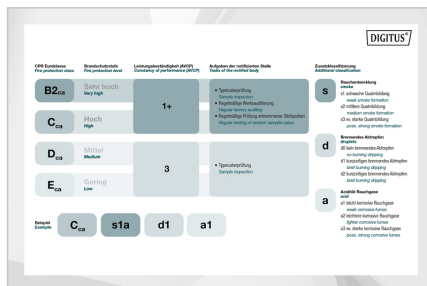 DIGITUS®
CPR Euroklasse
Fire protection class
Brandschutzstufe
Fire protection level
Leistungsbeständigkeit (AVCP)
Constancy of performance (AVCP)
Aufgaben der notifizierten Stelle
Tasks of the notified body
Zusatzklassifizierung
Additional classification
B2ca
Sehr hoch
Very high
Cca
Hoch
High
1+
• Typmusterprüfung
Sample inspection
• Regelmäßige Werksauditierung
Regular factory auditing
• Regelmäßige Prüfung entnommener Stichproben
Regular testing of random samples taken
Dca
Mittel
Medium
Eca
Gering
Low
3
• Typmusterprüfung
Sample inspection
s
Rauchentwicklung
smoke
s1 schwache Qualmbildung
weak smoke formation
s2 mittlere Qualmbildung
medium smoke formation
s3 ev. starke Qualmbildung
poss. strong smoke formation
d
Brennendes Abtropfen
droplets
d0 kein brennendes Abtropfen
no burning dripping
d1 kurzzeitiges brennendes Abtropfen
brief burning dripping
d2 kurzzeitiges brennendes Abtropfen
brief burning dripping
a
Acidität Rauchgase
acid
a1 leicht korrosive Rauchgase
weak corrosive fumes
a2 leichtere korrosive Rauchgase
lighter corrosive fumes
a3 ev. starke korrosive Rauchgase
poss. strong corrosive fumes
Beispiel
Example
Cca
s1a
d1
a1